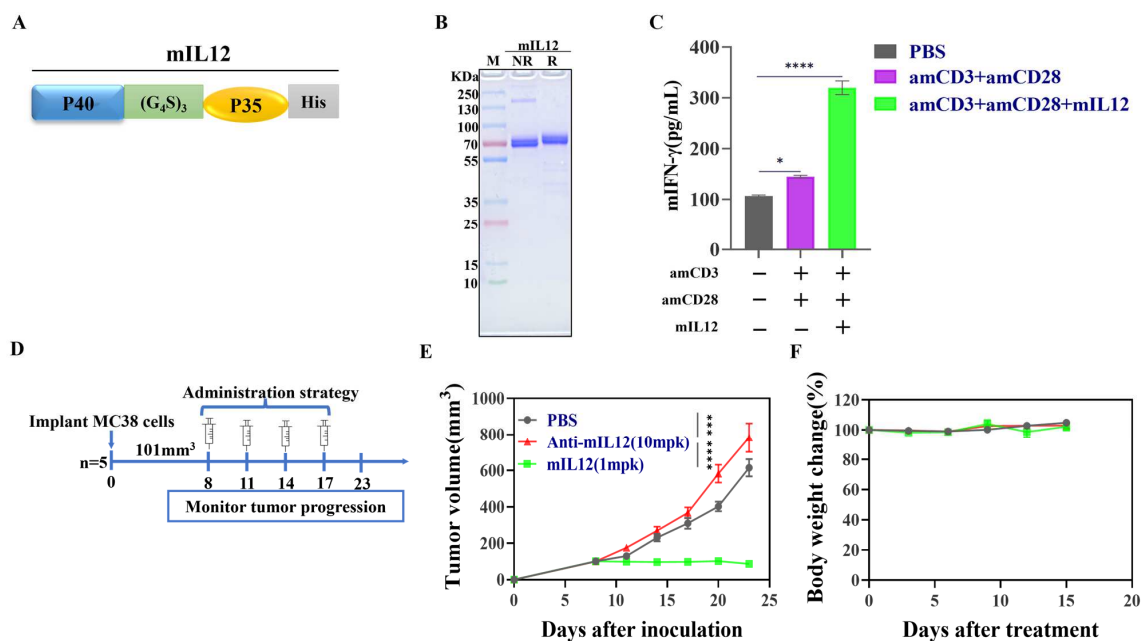 A
mIL12
P40
(G₄S)₃
P35
His
B
mIL12
KDa
M
NR
R
250
130
100
70
55
35
25
15
10
C
mIFN-γ(pg/mL)
400
300
200
100
0
****
*
PBS
amCD3+amCD28
amCD3+amCD28+mIL12
amCD3 − + +
amCD28 − + +
mIL12 − − +
D
Administration strategy
Implant MC38 cells
101mm³
n=5
0 8 11 14 17 23
Monitor tumor progression
E
Tumor volume(mm³)
1000
800
600
400
200
0
PBS
Anti-mIL12(10mpk)
mIL12(1mpk)
***
****
0 5 10 15 20 25
Days after inoculation
F
Body weight change(%)
120
100
80
60
40
20
0
0 5 10 15 20
Days after treatment